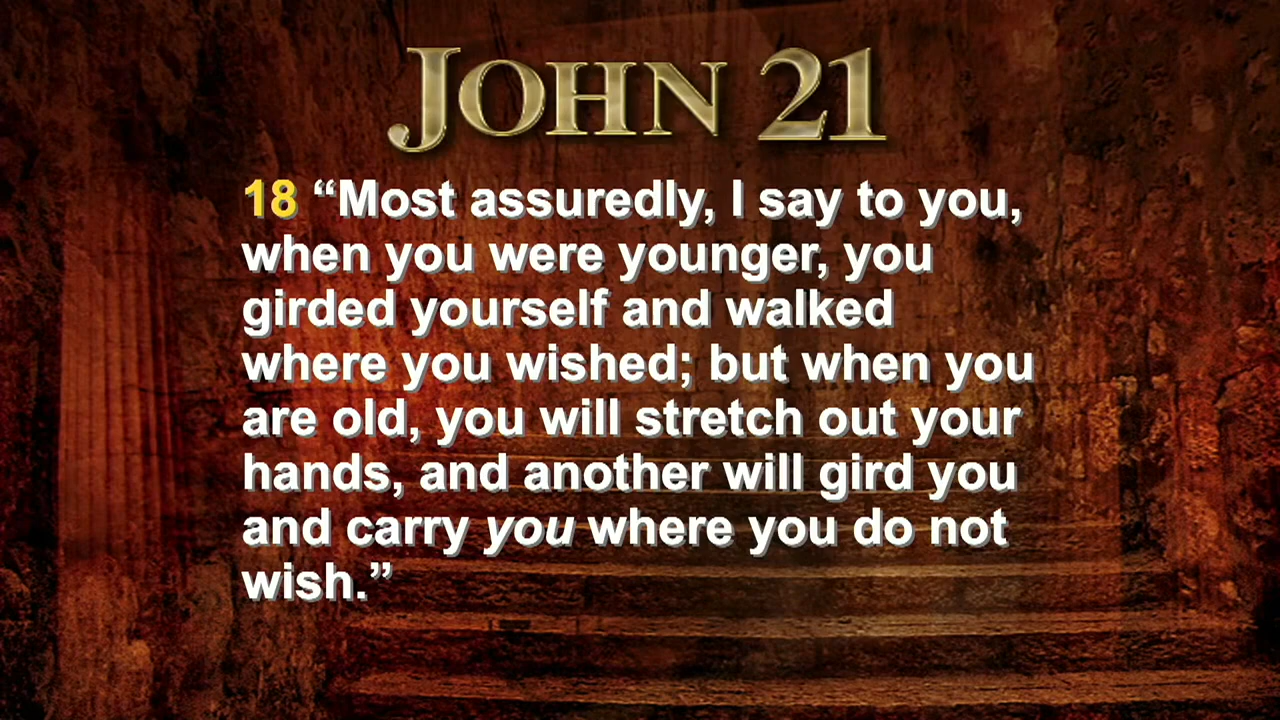 JOHN 21
18 “Most assuredly, I say to you,
when you were younger, you
girded yourself and walked
where you wished; but when you
are old, you will stretch out your
hands, and another will gird you
and carry you where you do not
wish.”